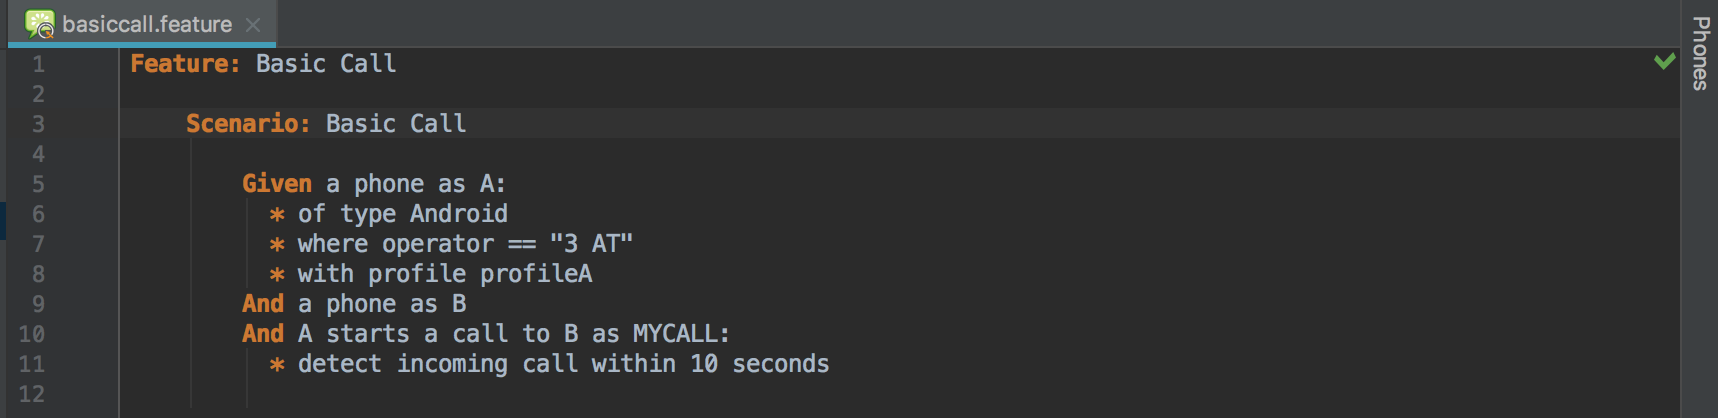 basiccall.feature
Phones
1 Feature: Basic Call
2
3 Scenario: Basic Call
4
5 Given a phone as A:
6 * of type Android
7 * where operator == "3 AT"
8 * with profile profileA
9 And a phone as B
10 And A starts a call to B as MYCALL:
11 * detect incoming call within 10 seconds
12